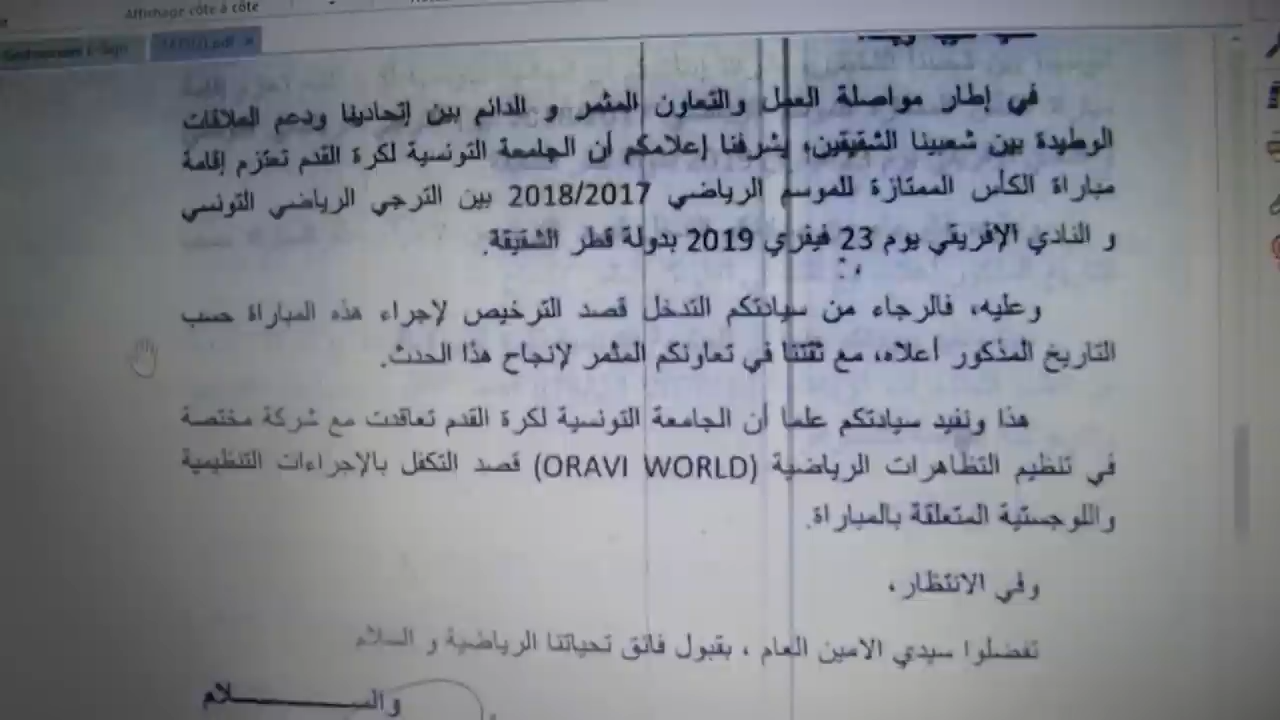 Affichage côte à côte
في إطار مواصلة العمل والتعاون المثمر و الدائم بين إتحادينا ودعم العلاقات
الوطيدة بين شعبينا الشقيقين، يشرفنا إعلامكم أن الجامعة التونسية لكرة القدم تعتزم إقامة
مباراة الكأس الممتازة للموسم الرياضي 2018/2017 بين الترجي الرياضي التونسي
و النادي الإفريقي يوم 23 فيفري 2019 بدولة قطر الشقيقة.
وعليه، فالرجاء من سيادتكم التدخل قصد الترخيص لإجراء هذه المباراة حسب
التاريخ المذكور أعلاه، مع ثقتنا في تعاونكم المثمر لإنجاح هذا الحدث.
هذا ونفيد سيادتكم علما أن الجامعة التونسية لكرة القدم تعاقدت مع شركة مختصة
في تنظيم التظاهرات الرياضية (ORAVI WORLD) قصد التكفل بالإجراءات التنظيمية
واللوجستية المتعلقة بالمباراة.
وفي الانتظار ،
تفضلوا سيدي الامين العام ، بقبول فائق تحياتنا الرياضية و السلام
والســــــــــلام